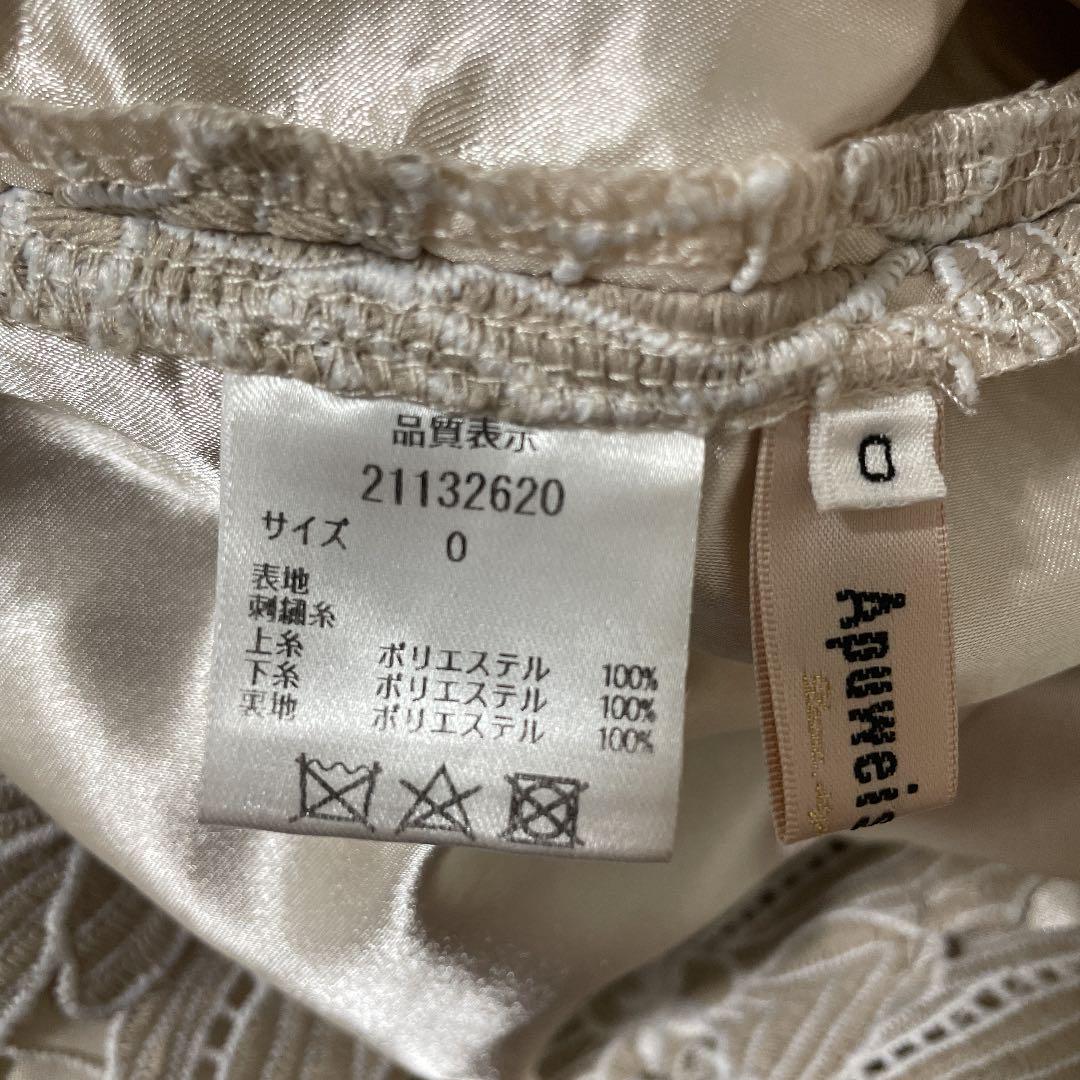 品質表示
21132620
サイズ 0
表地
刺繍糸
上糸 ポリエステル 100%
下糸 ポリエステル 100%
裏地 ポリエステル 100%
0
Apuweis